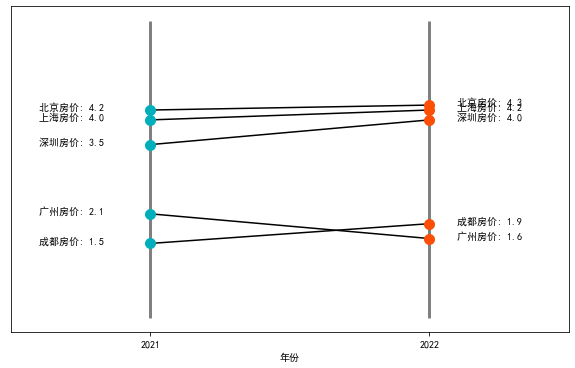 北京房价: 4.2
上海房价: 4.0
深圳房价: 3.5
广州房价: 2.1
成都房价: 1.5
北京房价: 4.3
上海房价: 4.2
深圳房价: 4.0
成都房价: 1.9
广州房价: 1.6
2021
2022
年份